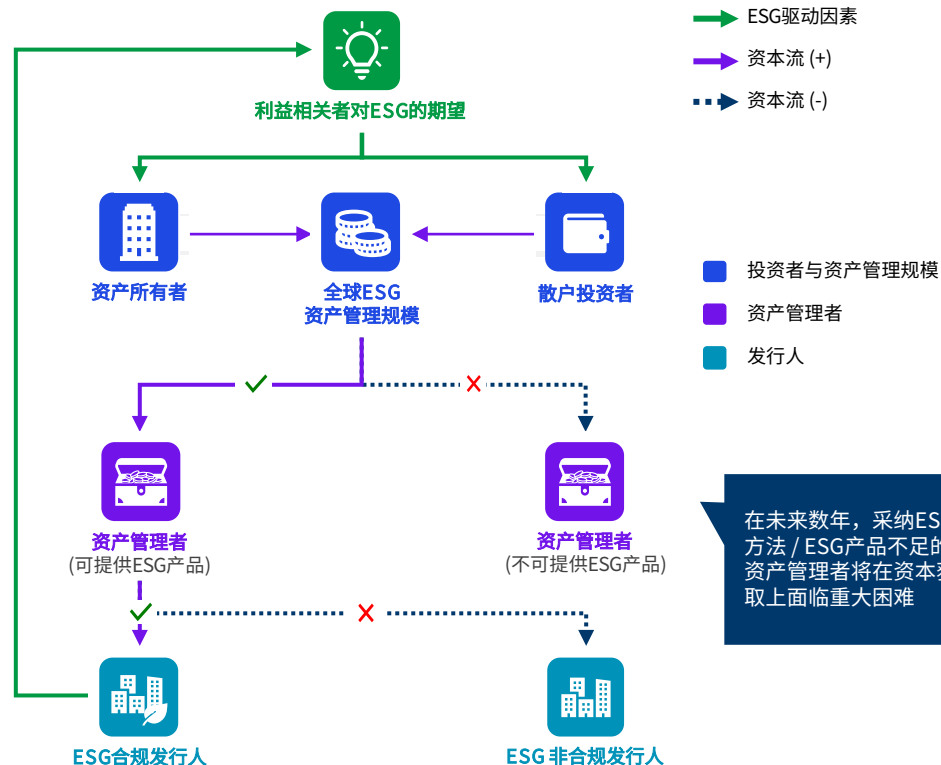 ESG驱动因素
资本流 (+)
资本流 (-)
利益相关者对ESG的期望
资产所有者
全球ESG
资产管理规模
散户投资者
投资者与资产管理规模
资产管理者
发行人
资产管理者
(可提供ESG产品)
资产管理者
(不可提供ESG产品)
在未来数年，采纳ES
方法 / ESG产品不足的
资产管理者将在资本
取上面临重大困难
ESG合规发行人
ESG 非合规发行人